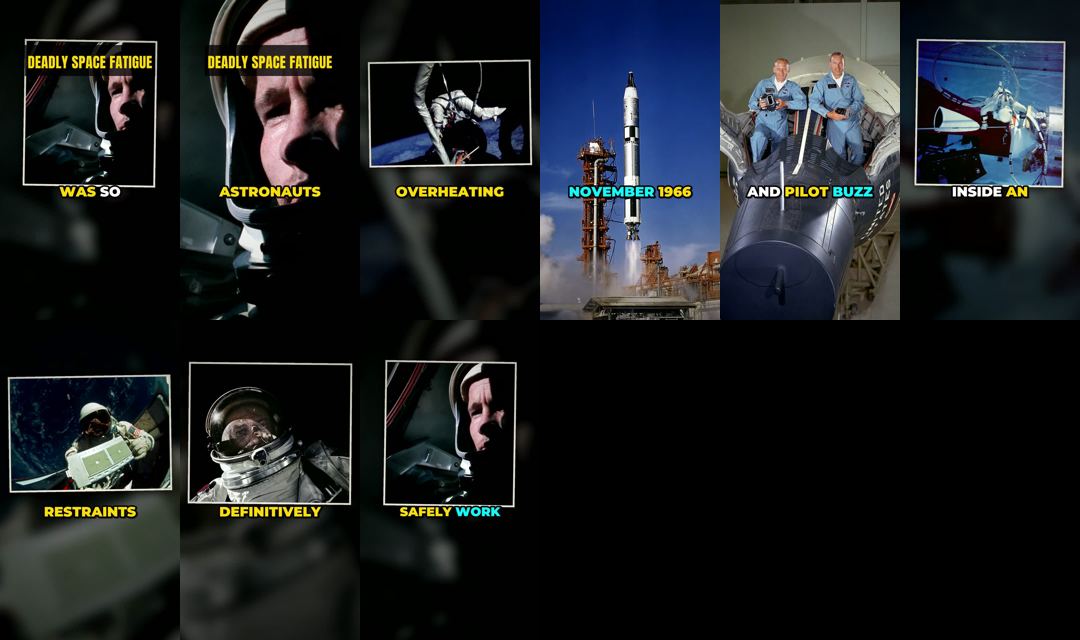 DEADLY SPACE FATIGUE
WAS SO
DEADLY SPACE FATIGUE
ASTRONAUTS
OVERHEATING
NOVEMBER 1966
AND PILOT BUZZ
INSIDE AN
RESTRAINTS
DEFINITIVELY
SAFELY WORK